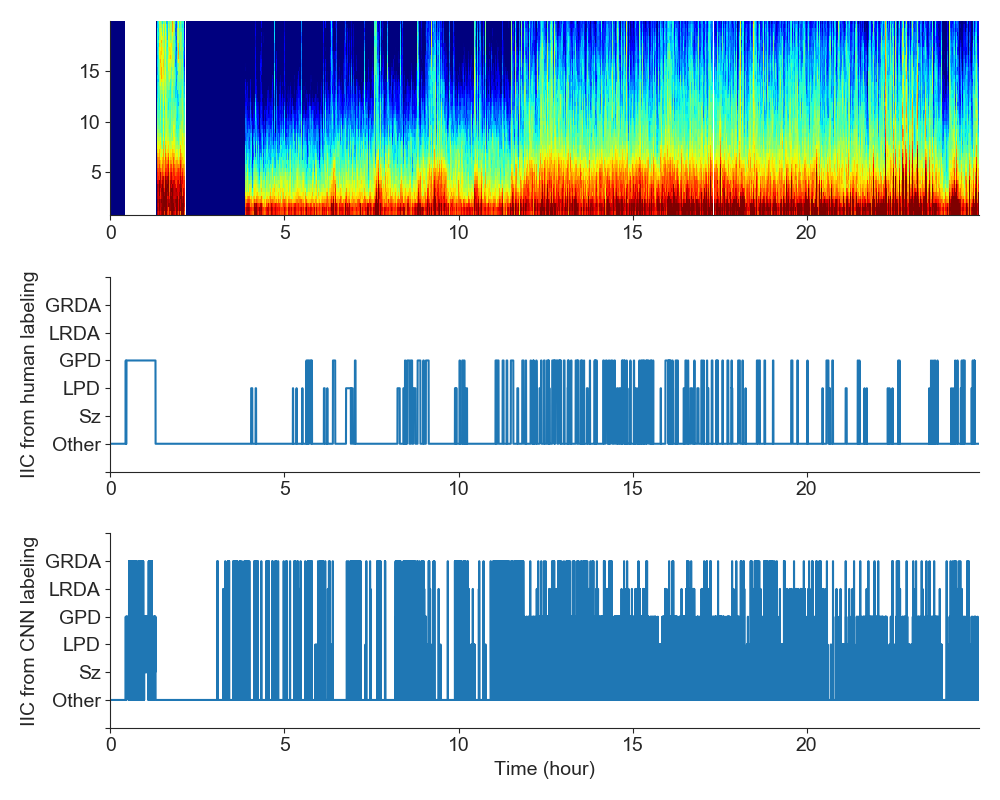 15
10
5
0 5 10 15 20
IIC from human labeling
GRDA
LRDA
GPD
LPD
Sz
Other
0 5 10 15 20
IIC from CNN labeling
GRDA
LRDA
GPD
LPD
Sz
Other
0 5 10 15 20
Time (hour)